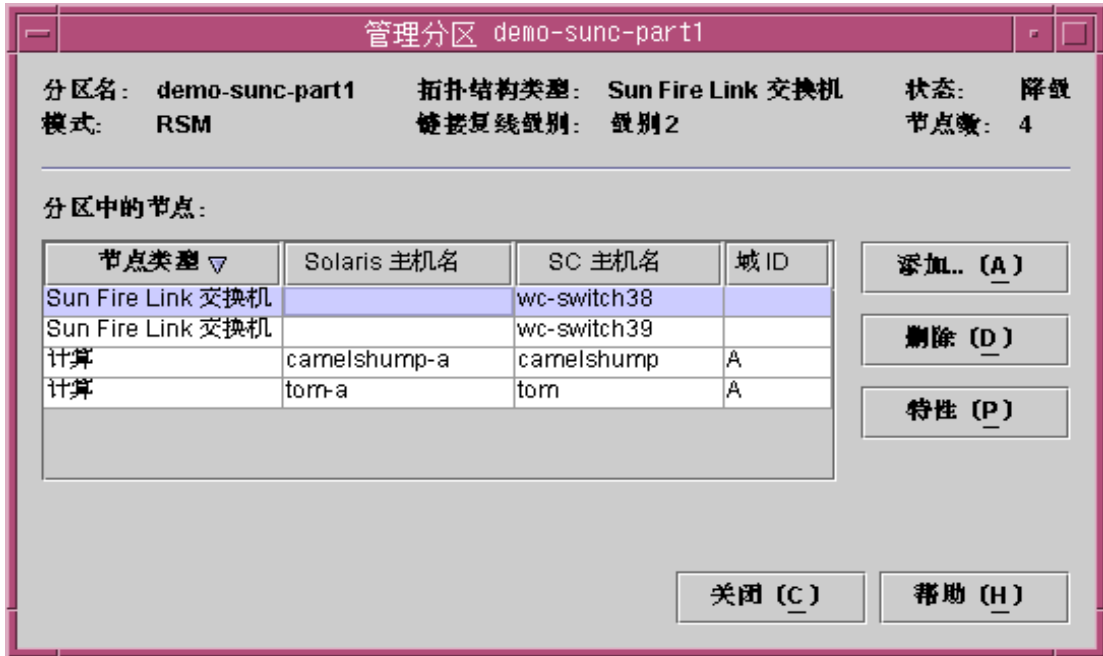 管理分区 demo-sunc-part1
分区名: demo-sunc-part1 拓扑结构类型: Sun Fire Link 交换机 状态: 降级
模式: RSM 链接复线级别: 级别2 节点数: 4
分区中的节点:
节点类型 Solaris 主机名 SC 主机名 域 ID
Sun Fire Link 交换机 wc-switch38
Sun Fire Link 交换机 wc-switch39
计算 camelshump-a camelshump A
计算 tom-a tom A
添加... (A)
删除 (D)
特性 (P)
关闭 (C) 帮助 (H)